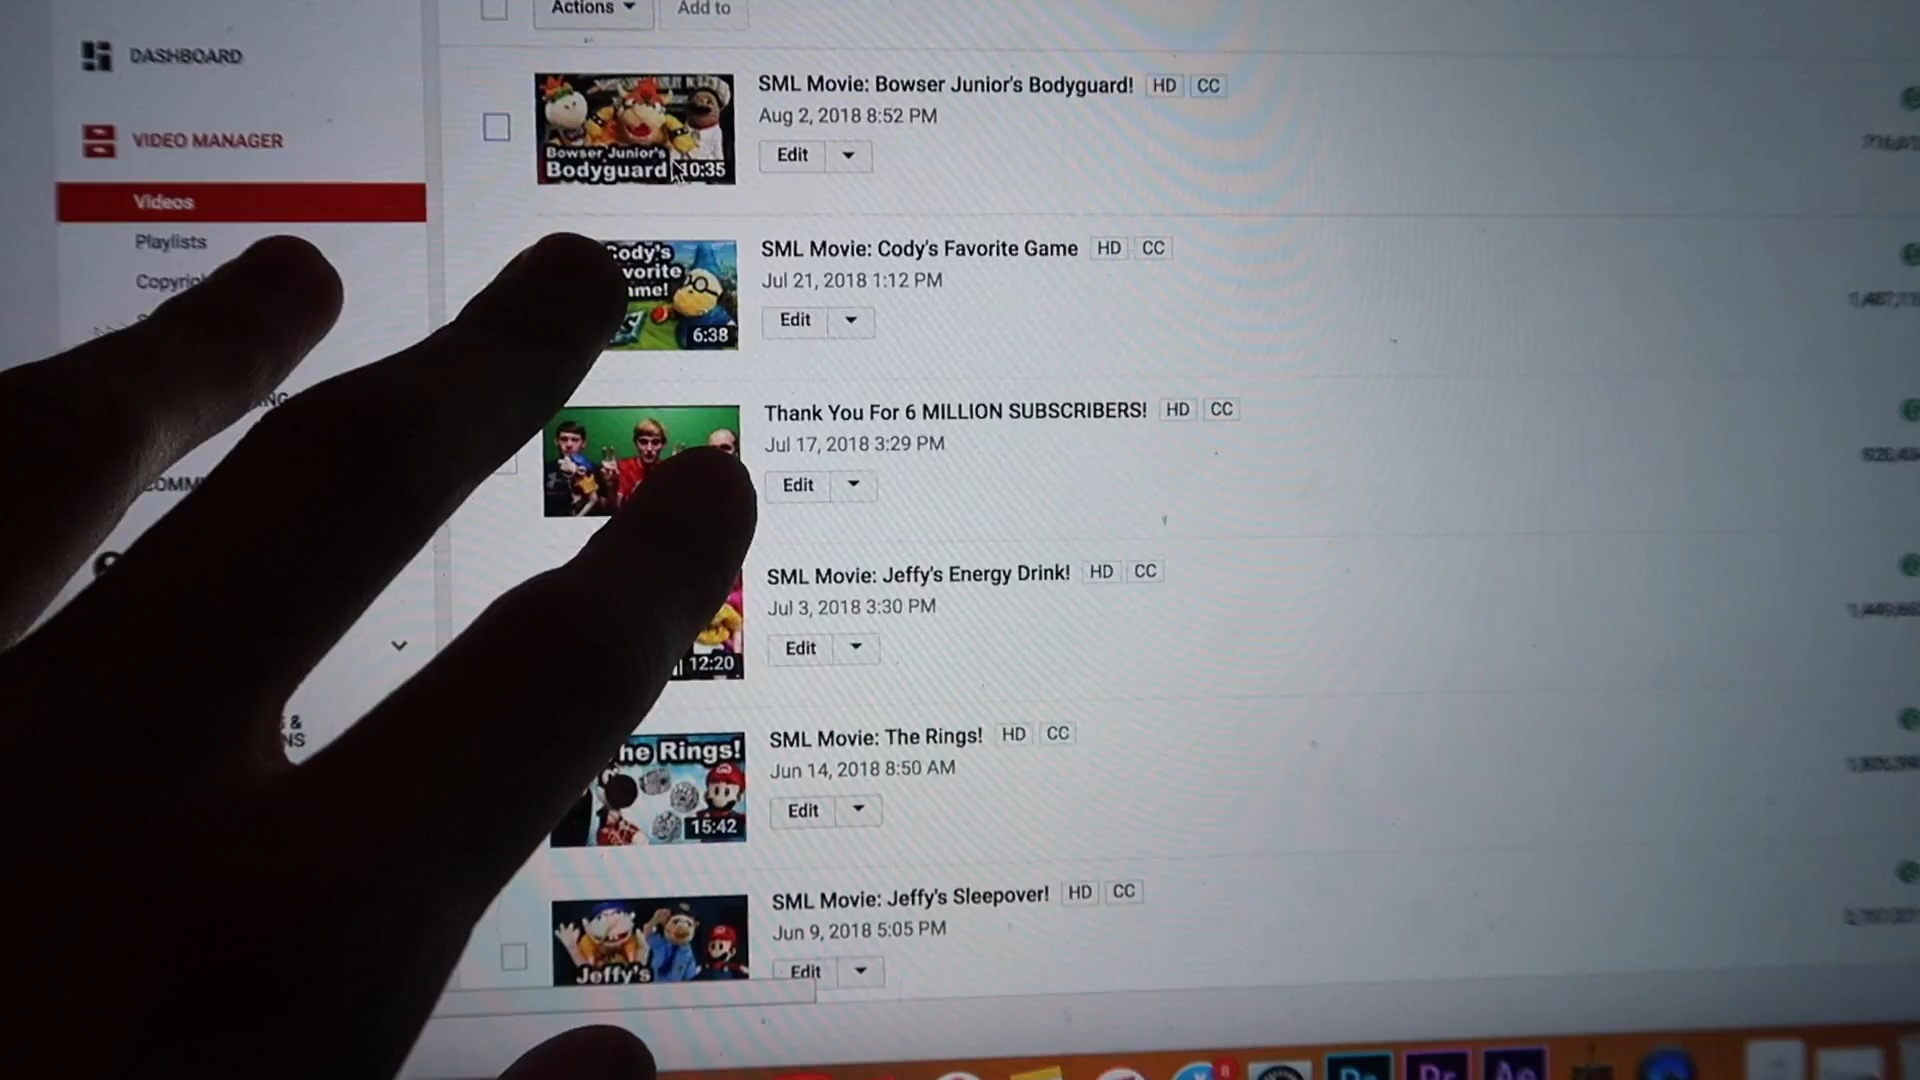 Actions
Add to
DASHBOARD
VIDEO MANAGER
Videos
Playlists
Bowser Junior's
Bodyguard
10:35
SML Movie: Bowser Junior's Bodyguard! HD CC
Aug 2, 2018 8:52 PM
Edit
6:38
SML Movie: Cody's Favorite Game HD CC
Jul 21, 2018 1:12 PM
Edit
Thank You For 6 MILLION SUBSCRIBERS! HD CC
Jul 17, 2018 3:29 PM
Edit
12:20
SML Movie: Jeffy's Energy Drink! HD CC
Jul 3, 2018 3:30 PM
Edit
Rings!
15:42
SML Movie: The Rings! HD CC
Jun 14, 2018 8:50 AM
Edit
Jeffy's
SML Movie: Jeffy's Sleepover! HD CC
Jun 9, 2018 5:05 PM
Edit
8